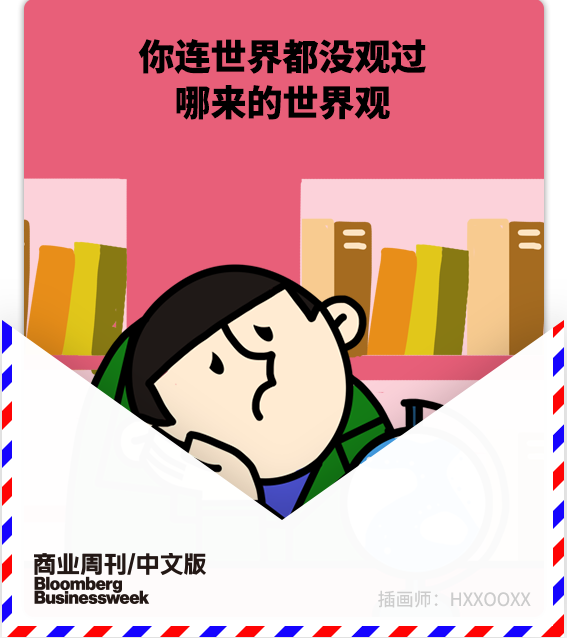 你连世界都没观过
哪来的世界观
商业周刊/中文版
Bloomberg
Businessweek
插画师：HXXOOXX